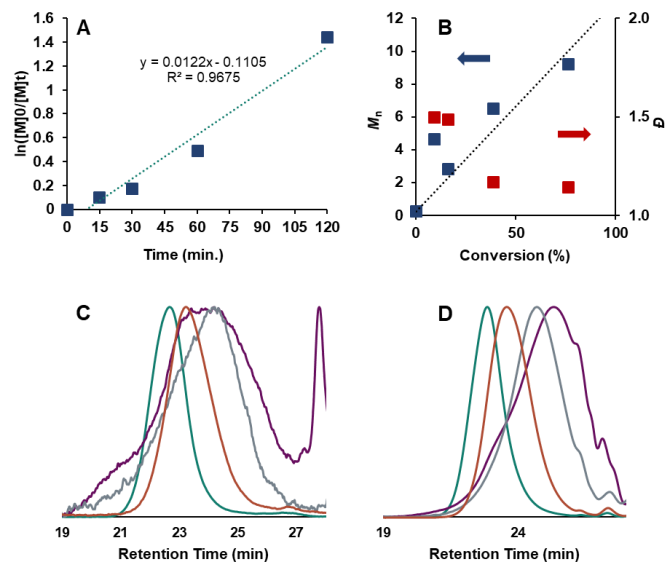 A
y = 0.0122x - 0.1105
R² = 0.9675
ln([M]0/[M]t)
1.6
1.4
1.2
1
0.8
0.6
0.4
0.2
0
0 15 30 45 60 75 90 105 120
Time (min.)
B
Mn
12
10
8
6
4
2
0
2.0
1.5
1.0
Đ
0 50 100
Conversion (%)
C
19 21 23 25 27
Retention Time (min)
D
19 24
Retention Time (min)